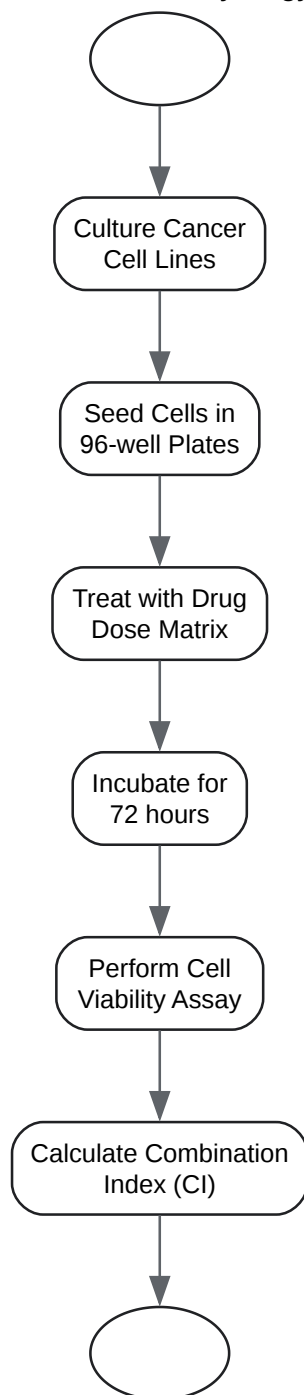 Culture Cancer
Cell Lines
Seed Cells in
96-well Plates
Treat with Drug
Dose Matrix
Incubate for
72 hours
Perform Cell
Viability Assay
Calculate Combination
Index (CI)